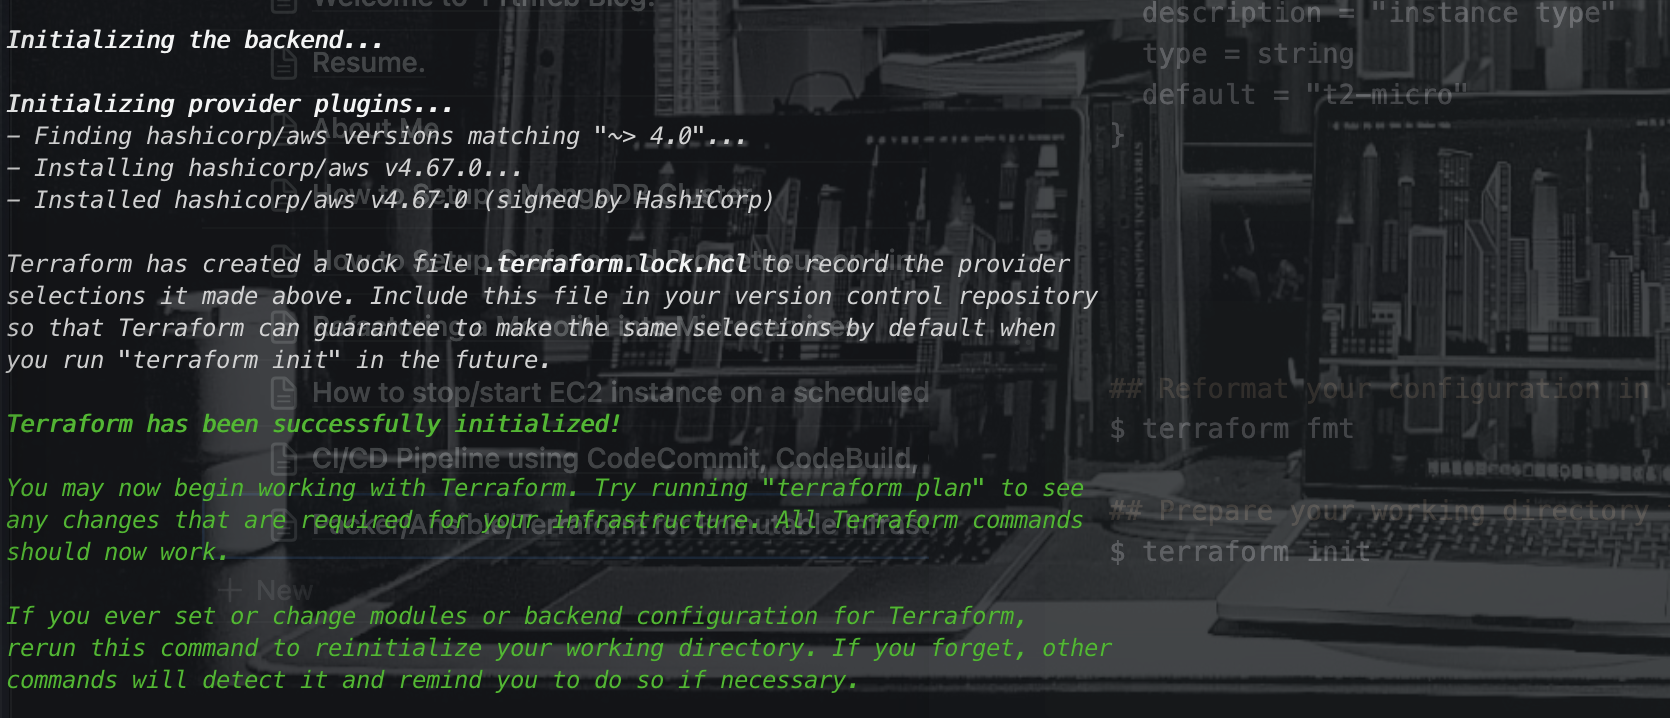 Initializing the backend...
Initializing provider plugins...
- Finding hashicorp/aws versions matching "~> 4.0"...
- Installing hashicorp/aws v4.67.0...
- Installed hashicorp/aws v4.67.0 (signed by HashiCorp)
Terraform has created a lock file .terraform.lock.hcl to record the provider
selections it made above. Include this file in your version control repository
so that Terraform can guarantee to make the same selections by default when
you run "terraform init" in the future.
Terraform has been successfully initialized!
You may now begin working with Terraform. Try running "terraform plan" to see
any changes that are required for your infrastructure. All Terraform commands
should now work.
If you ever set or change modules or backend configuration for Terraform,
rerun this command to reinitialize your working directory. If you forget, other
commands will detect it and remind you to do so if necessary.
Welcome to
Resume.
About Me
How to Setup a MongoDB Cluster
How to Setup Grafana and Prometheus on
Refactoring a Monolith into Microservices
How to stop/start EC2 instance on a scheduled
CI/CD Pipeline using CodeCommit, CodeBuild,
Packer/Ansible/Terraform for Immutable Infrast
+ New
description = "instance type"
type = string
default = "t2-micro"
}
## Reformat your configuration in
$ terraform fmt
## Prepare your working directory
$ terraform init